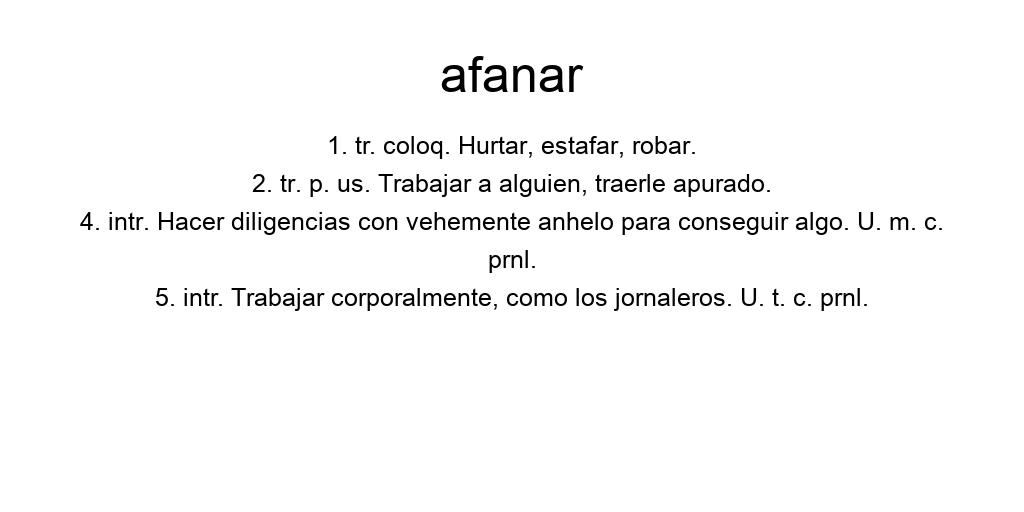 afanar
1. tr. coloq. Hurtar, estafar, robar.
2. tr. p. us. Trabajar a alguien, traerle apurado.
4. intr. Hacer diligencias con vehemente anhelo para conseguir algo. U. m. c.
prnl.
5. intr. Trabajar corporalmente, como los jornaleros. U. t. c. prnl.